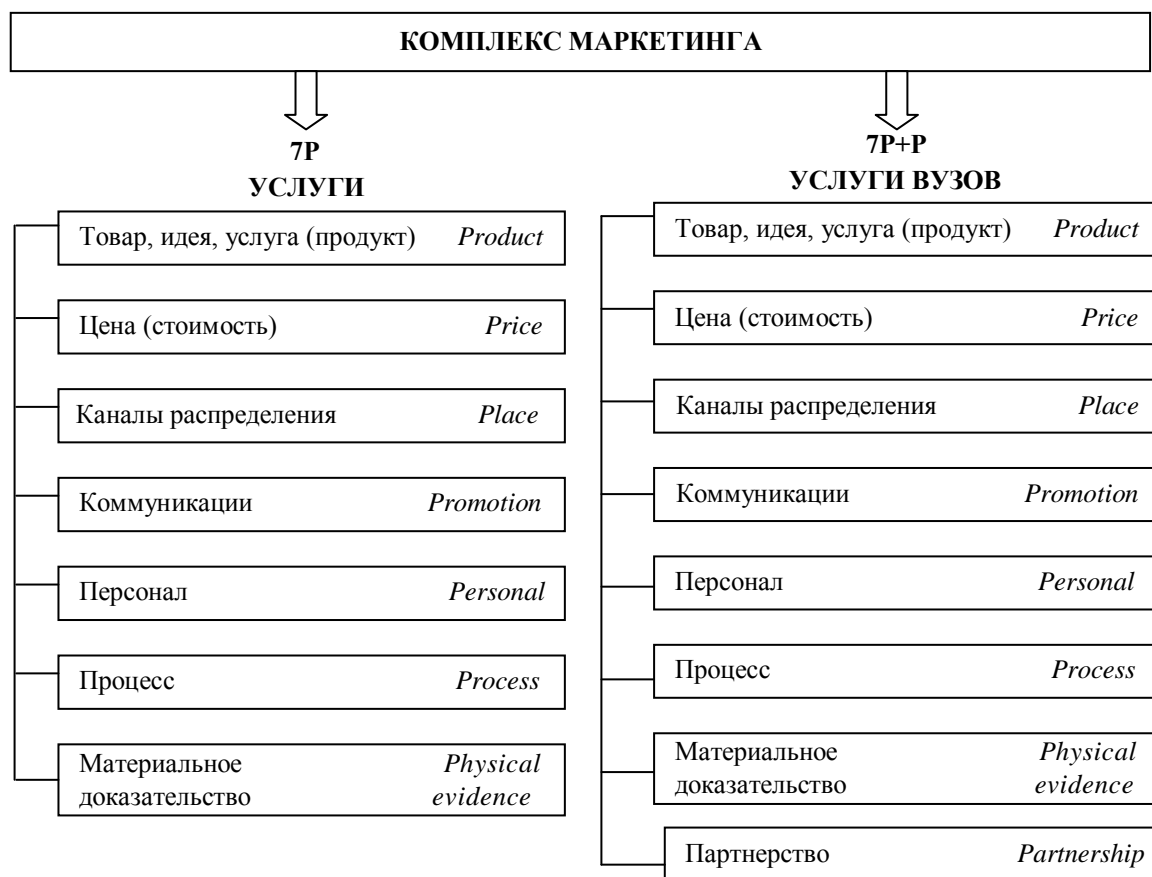 КОМПЛЕКС МАРКЕТИНГА
7P
УСЛУГИ
Товар, идея, услуга (продукт) Product
Цена (стоимость) Price
Каналы распределения Place
Коммуникации Promotion
Персонал Personal
Процесс Process
Материальное Physical
доказательство evidence
7P+P
УСЛУГИ ВУЗОВ
Товар, идея, услуга (продукт) Product
Цена (стоимость) Price
Каналы распределения Place
Коммуникации Promotion
Персонал Personal
Процесс Process
Материальное Physical
доказательство evidence
Партнерство Partnership